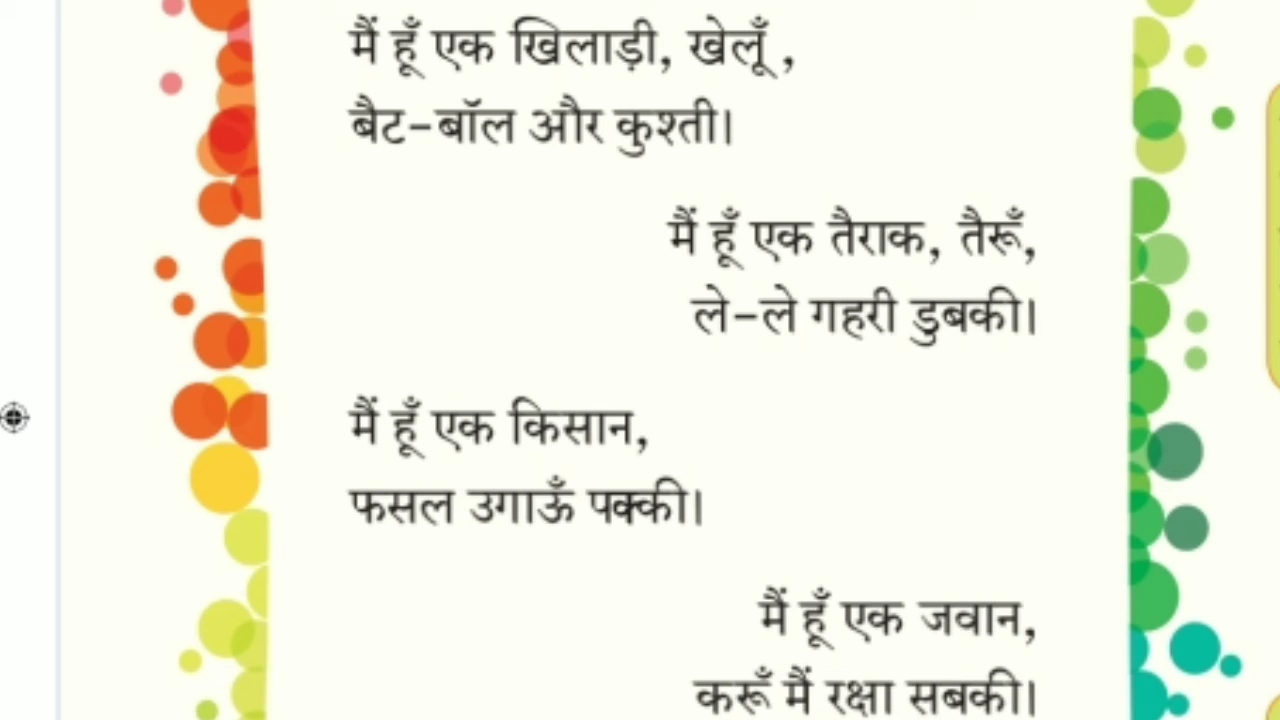 मैं हूँ एक खिलाड़ी, खेलूँ ,
बैट-बॉल और कुश्ती।
मैं हूँ एक तैराक, तैरूँ,
ले-ले गहरी डुबकी।
मैं हूँ एक किसान,
फसल उगाऊँ पक्की।
मैं हूँ एक जवान,
करूँ मैं रक्षा सबकी।